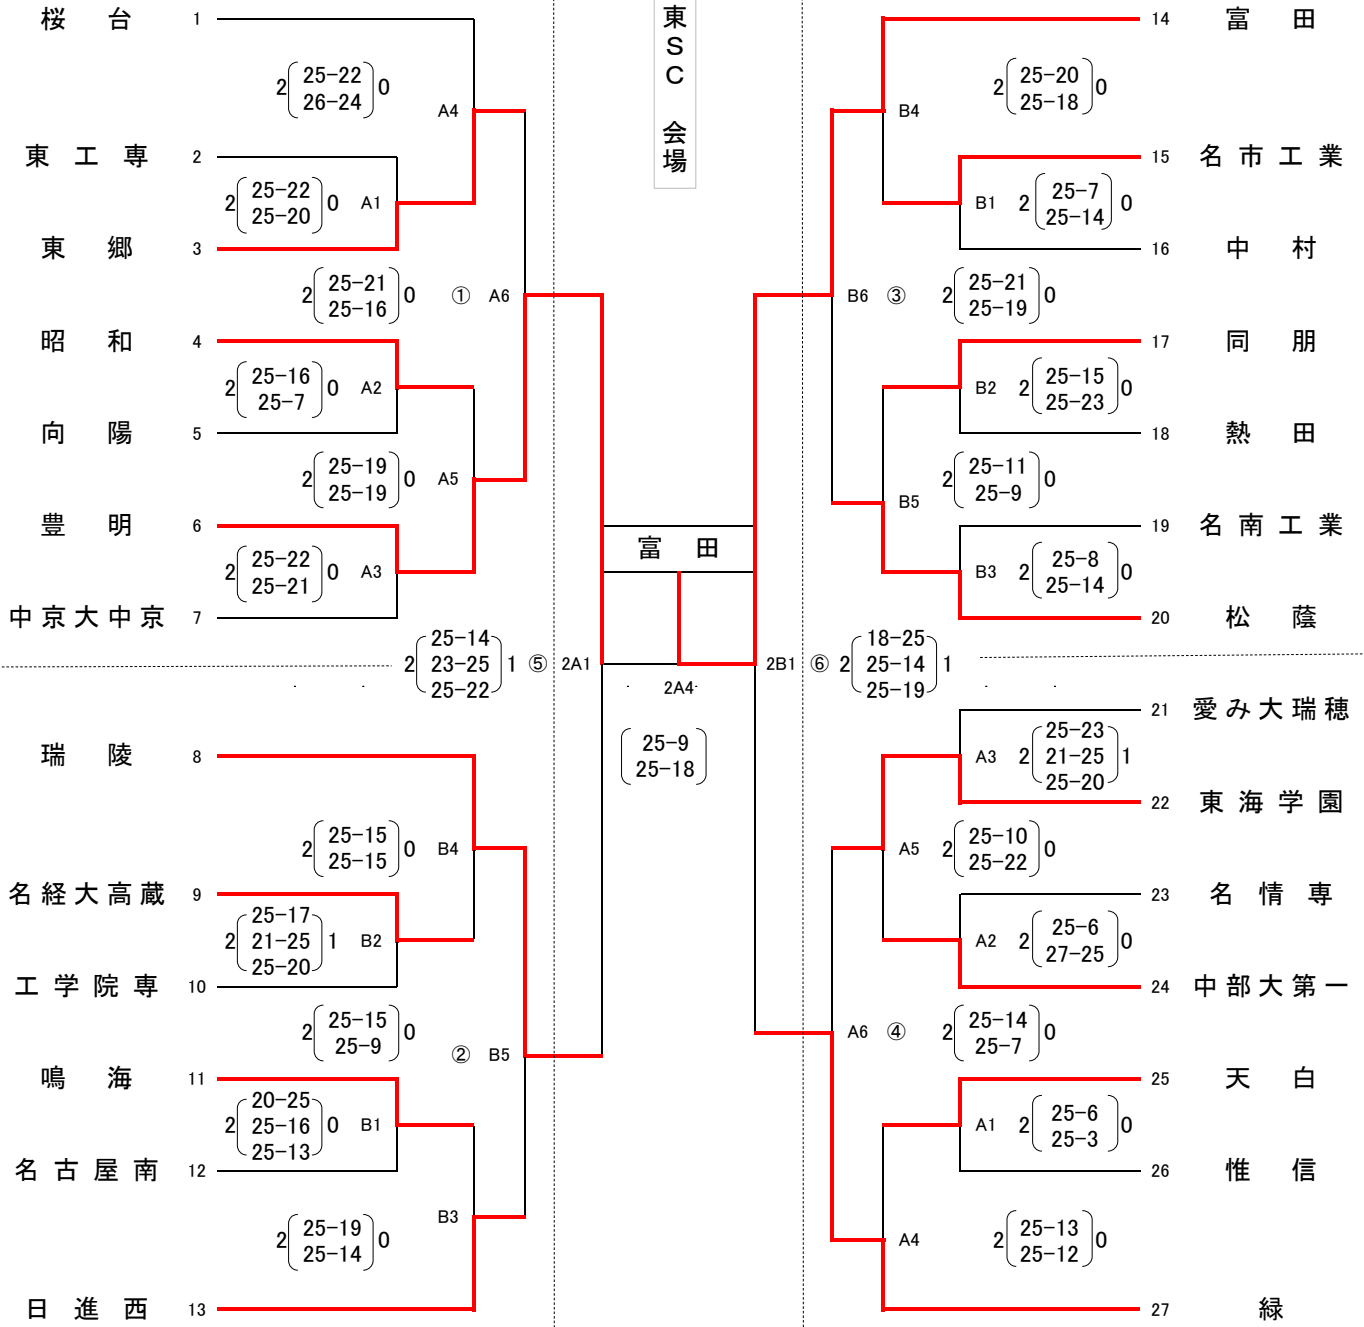 東SC 会場
桜台 1
2 25-22 0
26-24
A4
東工専 2
2 25-22 0 A1
25-20
東郷 3
2 25-21 0 ① A6
25-16
昭和 4
2 25-16 0 A2
25-7
向陽 5
2 25-19 0 A5
25-19
豊明 6
2 25-22 0 A3
25-21
中京大中京 7
2 25-14 1 ⑤ 2A1
23-25
25-22
瑞陵 8
2 25-15 0 B4
25-15
名経大高蔵 9
2 25-17 1 B2
21-25
25-20
工学院専 10
2 25-15 0
25-9
② B5
鳴海 11
2 20-25 0 B1
25-16
25-13
名古屋南 12
B3
2 25-19 0
25-14
日進西 13
富田
2A4
25-9
25-18
14 富田
2 25-20 0
25-18
B4
15 名市工業
B1 2 25-7 0
25-14
16 中村
B6 ③ 2 25-21 0
25-19
17 同朋
B2 2 25-15 0
25-23
18 熱田
2 25-11 0
25-9
B5
19 名南工業
B3 2 25-8 0
25-14
20 松蔭
2B1 ⑥ 2 18-25 1
25-14
25-19
21 愛み大瑞穂
A3 2 25-23 1
21-25
25-20
22 東海学園
A5 2 25-10 0
25-22
23 名情専
A2 2 25-6 0
27-25
24 中部大第一
A6 ④ 2 25-14 0
25-7
25 天白
A1 2 25-6 0
25-3
26 惟信
A4 2 25-13 0
25-12
27 緑